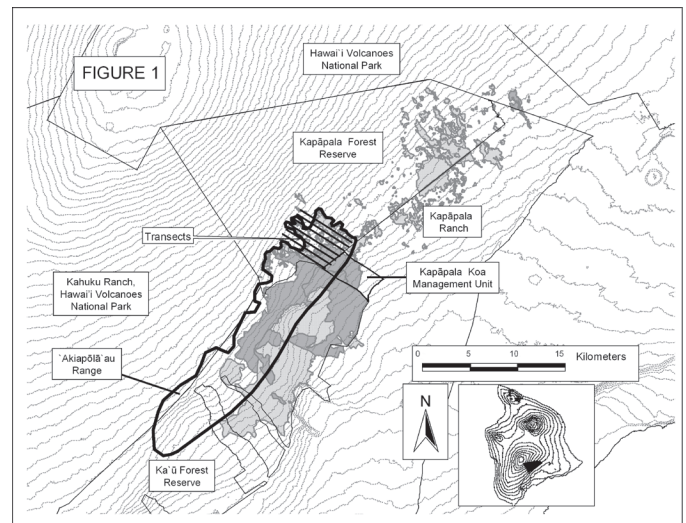 FIGURE 1
Hawai`i Volcanoes
National Park
Kapāpala Forest
Reserve
Kapāpala
Ranch
Transects
Kapāpala Koa
Management Unit
Kahuku Ranch,
Hawai`i Volcanoes
National Park
`Akiapōlā`au
Range
0 5 10 15 Kilometers
N
Ka`ū Forest
Reserve